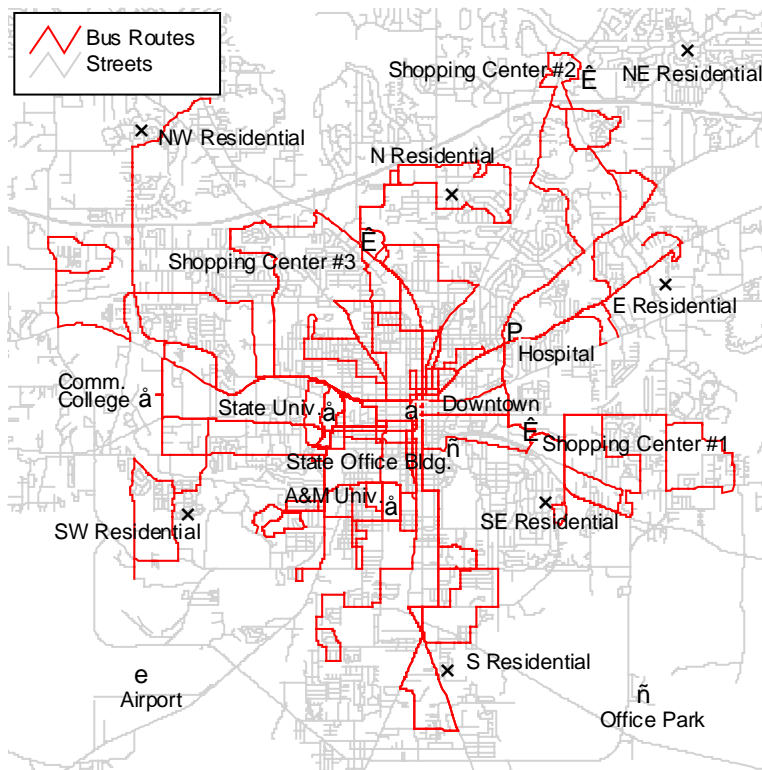 Bus Routes
Streets
Shopping Center #2
Ê
NE Residential
NW Residential
N Residential
Ê
Shopping Center #3
E Residential
P
Hospital
Comm.
College å
State Univ.
å
a
Downtown
Ê
Shopping Center #1
ñ
State Office Bldg.
A&M Univ.
å
SW Residential
SE Residential
S Residential
e
Airport
ñ
Office Park